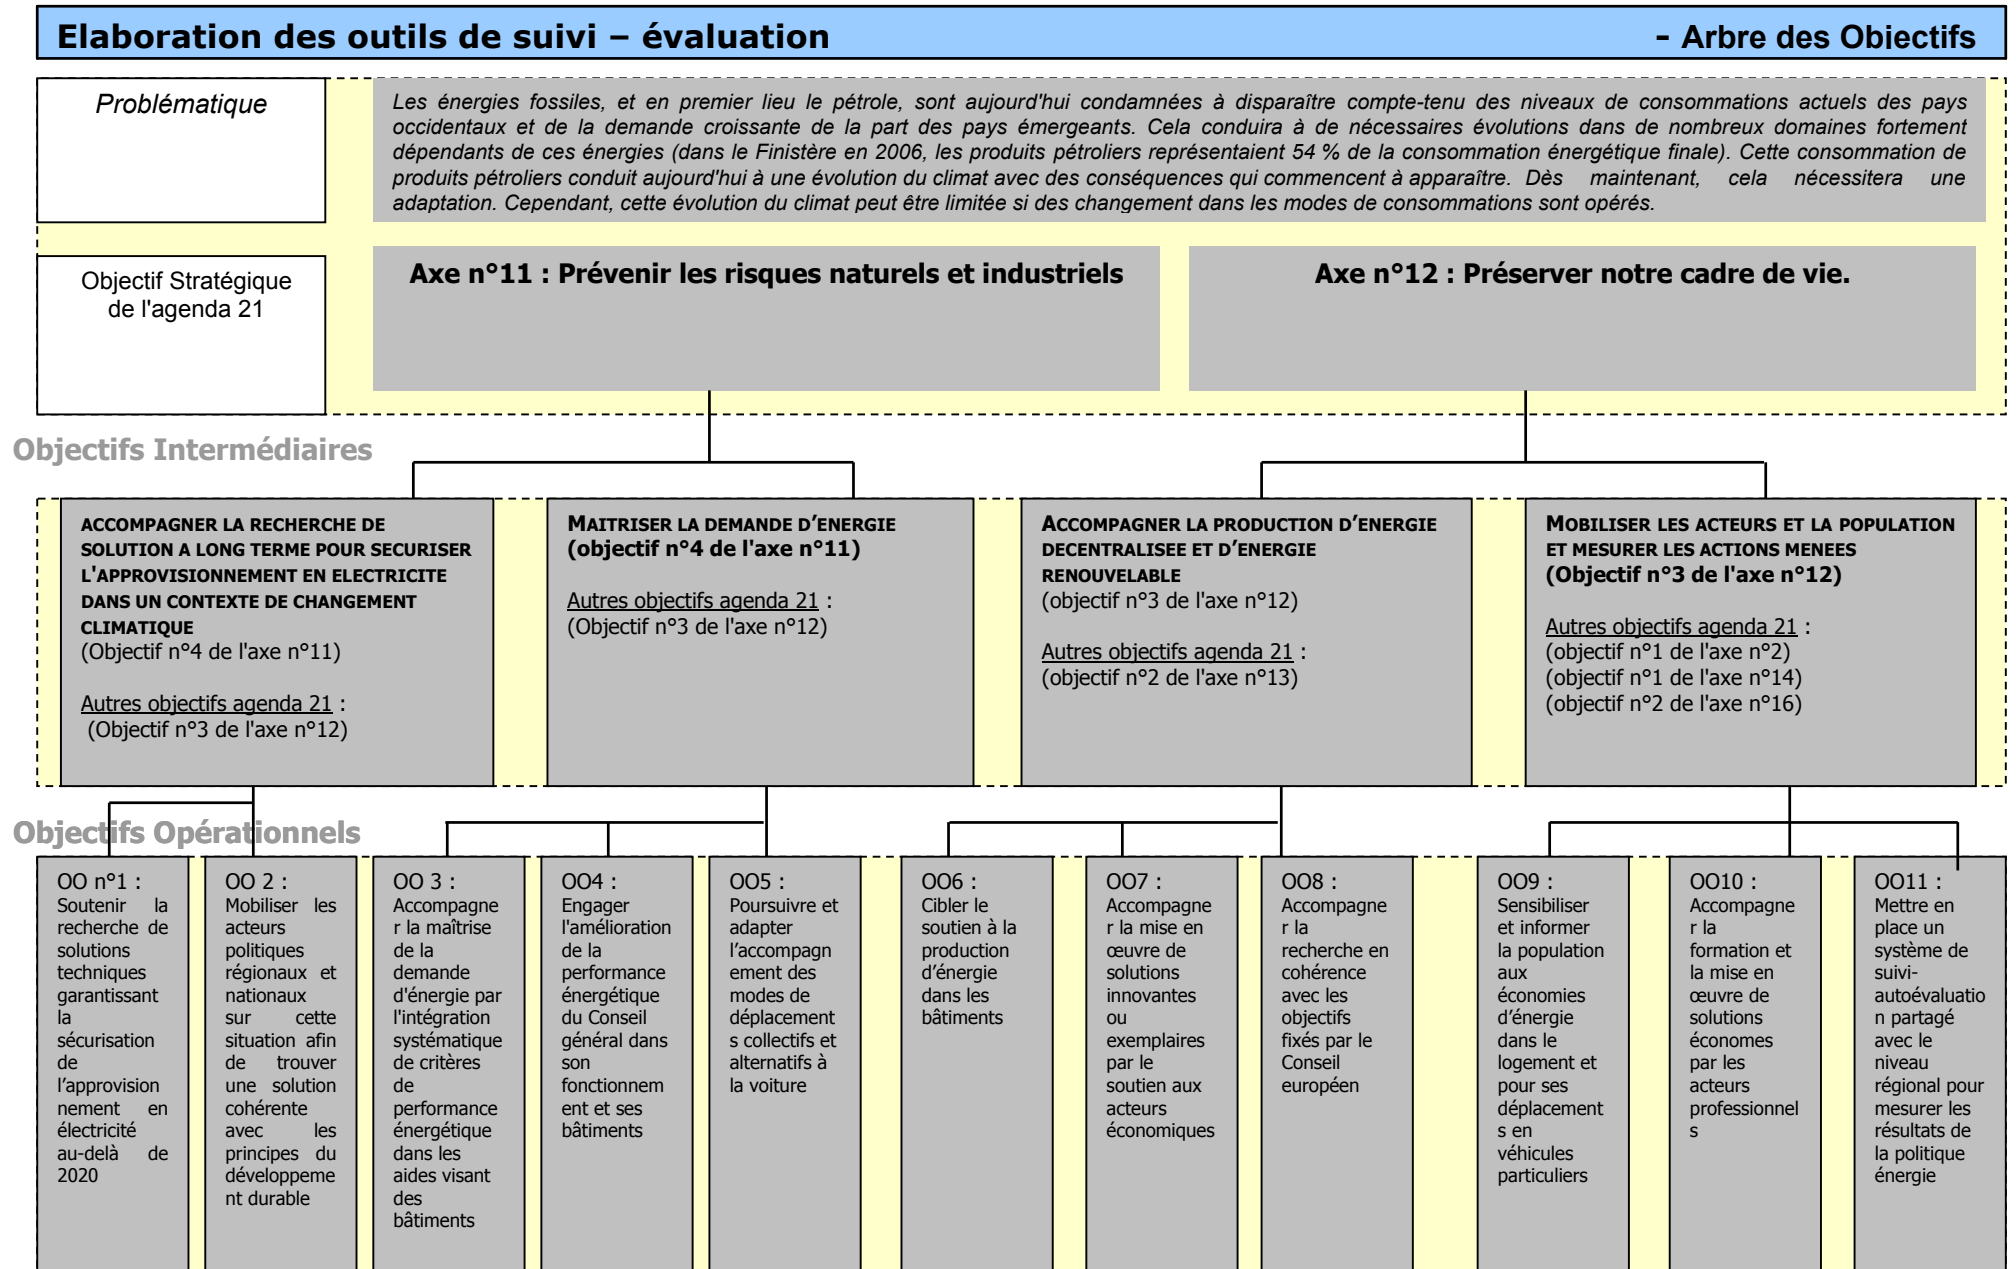 Elaboration des outils de suivi – évaluation - Arbre des Objectifs
Problématique
Les énergies fossiles, et en premier lieu le pétrole, sont aujourd'hui condamnées à disparaître compte-tenu des niveaux de consommations actuels des pays
occidentaux et de la demande croissante de la part des pays émergeants. Cela conduira à de nécessaires évolutions dans de nombreux domaines fortement
dépendants de ces énergies (dans le Finistère en 2006, les produits pétroliers représentaient 54 % de la consommation énergétique finale). Cette consommation de
produits pétroliers conduit aujourd'hui à une évolution du climat avec des conséquences qui commencent à apparaître. Dès maintenant, cela nécessitera une
adaptation. Cependant, cette évolution du climat peut être limitée si des changement dans les modes de consommations sont opérés.
Objectif Stratégique
de l'agenda 21
Axe n°11 : Prévenir les risques naturels et industriels
Axe n°12 : Préserver notre cadre de vie.
Objectifs Intermédiaires
ACCOMPAGNER LA RECHERCHE DE
SOLUTION A LONG TERME POUR SECURISER
L'APPROVISIONNEMENT EN ELECTRICITE
DANS UN CONTEXTE DE CHANGEMENT
CLIMATIQUE
(Objectif n°4 de l'axe n°11)
Autres objectifs agenda 21 :
(Objectif n°3 de l'axe n°12)
MAITRISER LA DEMANDE D'ENERGIE
(objectif n°4 de l'axe n°11)
Autres objectifs agenda 21 :
(Objectif n°3 de l'axe n°12)
ACCOMPAGNER LA PRODUCTION D'ENERGIE
DECENTRALISEE ET D'ENERGIE
RENOUVELABLE
(objectif n°3 de l'axe n°12)
Autres objectifs agenda 21 :
(objectif n°2 de l'axe n°13)
MOBILISER LES ACTEURS ET LA POPULATION
ET MESURER LES ACTIONS MENEES
(Objectif n°3 de l'axe n°12)
Autres objectifs agenda 21 :
(objectif n°1 de l'axe n°2)
(objectif n°1 de l'axe n°14)
(objectif n°2 de l'axe n°16)
Objectifs Opérationnels
OO n°1 :
Soutenir la
recherche de
solutions
techniques
garantissant
la
sécurisation
de
l'approvision
nement en
électricité
au-delà de
2020
OO 2 :
Mobiliser les
acteurs
politiques
régionaux et
nationaux
sur cette
situation afin
de trouver
une solution
cohérente
avec les
principes du
développeme
nt durable
OO 3 :
Accompagne
r la maîtrise
de la
demande
d'énergie par
l'intégration
systématique
de critères
de
performance
énergétique
dans les
aides visant
des
bâtiments
OO4 :
Engager
l'amélioration
de la
performance
énergétique
du Conseil
général dans
son
fonctionnem
ent et ses
bâtiments
OO5 :
Poursuivre et
adapter
l'accompagn
ement des
modes de
déplacement
s collectifs et
alternatifs à
la voiture
OO6 :
Cibler le
soutien à la
production
d'énergie
dans les
bâtiments
OO7 :
Accompagne
r la mise en
œuvre de
solutions
innovantes
ou
exemplaires
par le
soutien aux
acteurs
économiques
OO8 :
Accompagne
r la
recherche en
cohérence
avec les
objectifs
fixés par le
Conseil
européen
OO9 :
Sensibiliser
et informer
la population
aux
économies
d'énergie
dans le
logement et
pour ses
déplacement
s en
véhicules
particuliers
OO10 :
Accompagne
r la
formation et
la mise en
œuvre de
solutions
économes
par les
acteurs
professionnel
s
OO11 :
Mettre en
place un
système de
suivi-
autoévaluatio
n partagé
avec le
niveau
régional pour
mesurer les
résultats de
la politique
énergie